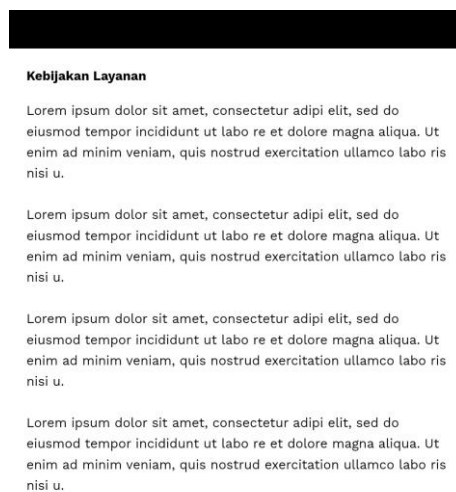 Kebijakan Layanan
Lorem ipsum dolor sit amet, consectetur adipi elit, sed do
eiusmod tempor incididunt ut labo re et dolore magna aliqua. Ut
enim ad minim veniam, quis nostrud exercitation ullamco labo ris
nisi u.
Lorem ipsum dolor sit amet, consectetur adipi elit, sed do
eiusmod tempor incididunt ut labo re et dolore magna aliqua. Ut
enim ad minim veniam, quis nostrud exercitation ullamco labo ris
nisi u.
Lorem ipsum dolor sit amet, consectetur adipi elit, sed do
eiusmod tempor incididunt ut labo re et dolore magna aliqua. Ut
enim ad minim veniam, quis nostrud exercitation ullamco labo ris
nisi u.
Lorem ipsum dolor sit amet, consectetur adipi elit, sed do
eiusmod tempor incididunt ut labo re et dolore magna aliqua. Ut
enim ad minim veniam, quis nostrud exercitation ullamco labo ris
nisi u.